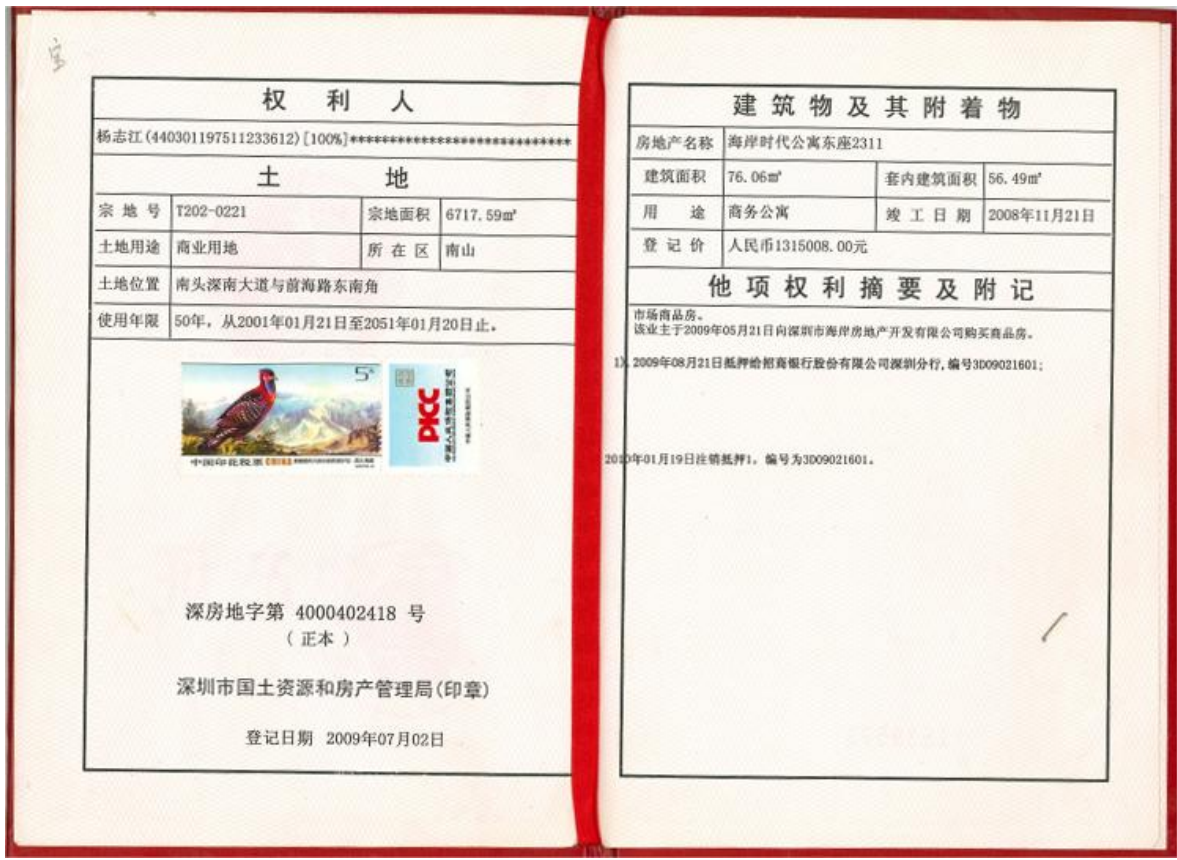 权 利 人
杨志江(440301197511233612)[100%]****************************
土 地
宗 地 号 T202-0221 宗地面积 6717.59㎡
土地用途 商业用地 所 在 区 南山
土地位置 南头深南大道与前海路东南角
使用年限 50年，从2001年01月21日至2051年01月20日止。
5角
PICC
中国印花税票
深房地字第 4000402418 号
（ 正本 ）
深圳市国土资源和房产管理局(印章)
登记日期 2009年07月02日
建 筑 物 及 其 附 着 物
房地产名称 海岸时代公寓东座2311
建筑面积 76.06㎡ 套内建筑面积 56.49㎡
用 途 商务公寓 竣 工 日 期 2008年11月21日
登 记 价 人民币1315008.00元
他 项 权 利 摘 要 及 附 记
市场商品房。
该业主于2009年05月21日向深圳市海岸房地产开发有限公司购买商品房。
1). 2009年08月21日抵押给招商银行股份有限公司深圳分行,编号3D09021601;
2010年01月19日注销抵押1，编号为3D09021601。